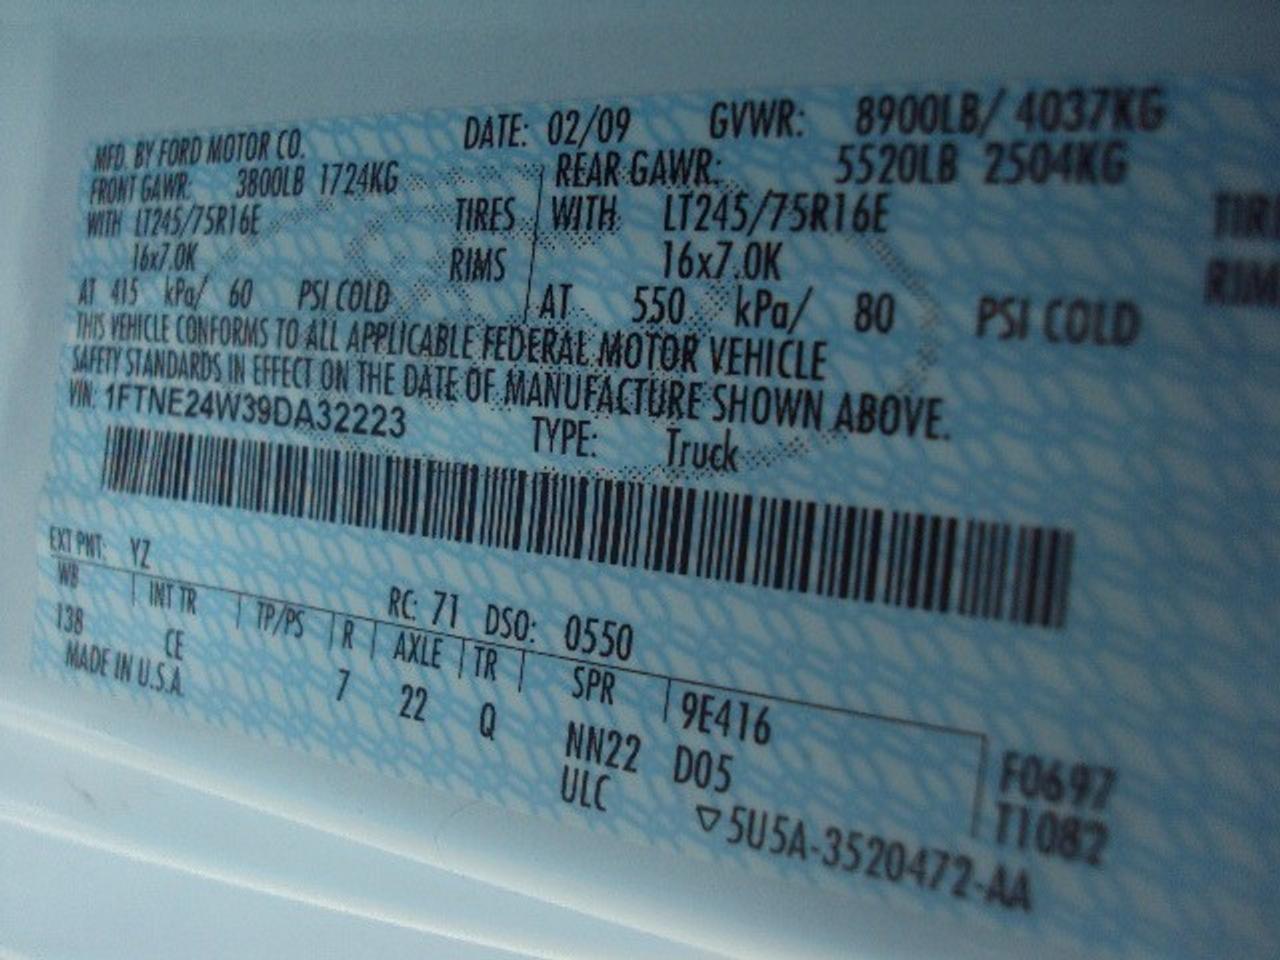 MFD. BY FORD MOTOR CO. DATE: 02/09 GVWR: 8900LB/ 4037KG
FRONT GAWR: 3800LB 1724KG REAR GAWR: 5520LB 2504KG
WITH LT245/75R16E TIRES WITH LT245/75R16E
16x7.0K RIMS 16x7.0K
AT 415 kPa/ 60 PSI COLD AT 550 kPa/ 80 PSI COLD
THIS VEHICLE CONFORMS TO ALL APPLICABLE FEDERAL MOTOR VEHICLE
SAFETY STANDARDS IN EFFECT ON THE DATE OF MANUFACTURE SHOWN ABOVE.
VIN: 1FTNE24W39DA32223 TYPE: Truck
EXT PNT: YZ RC: 71 DSO: 0550
WB INT TR TP/PS R AXLE TR SPR 9E416 F0697
138 CE 7 22 Q NN22 D05 T1082
MADE IN U.S.A. ULC ▽5U5A-3520472-AA